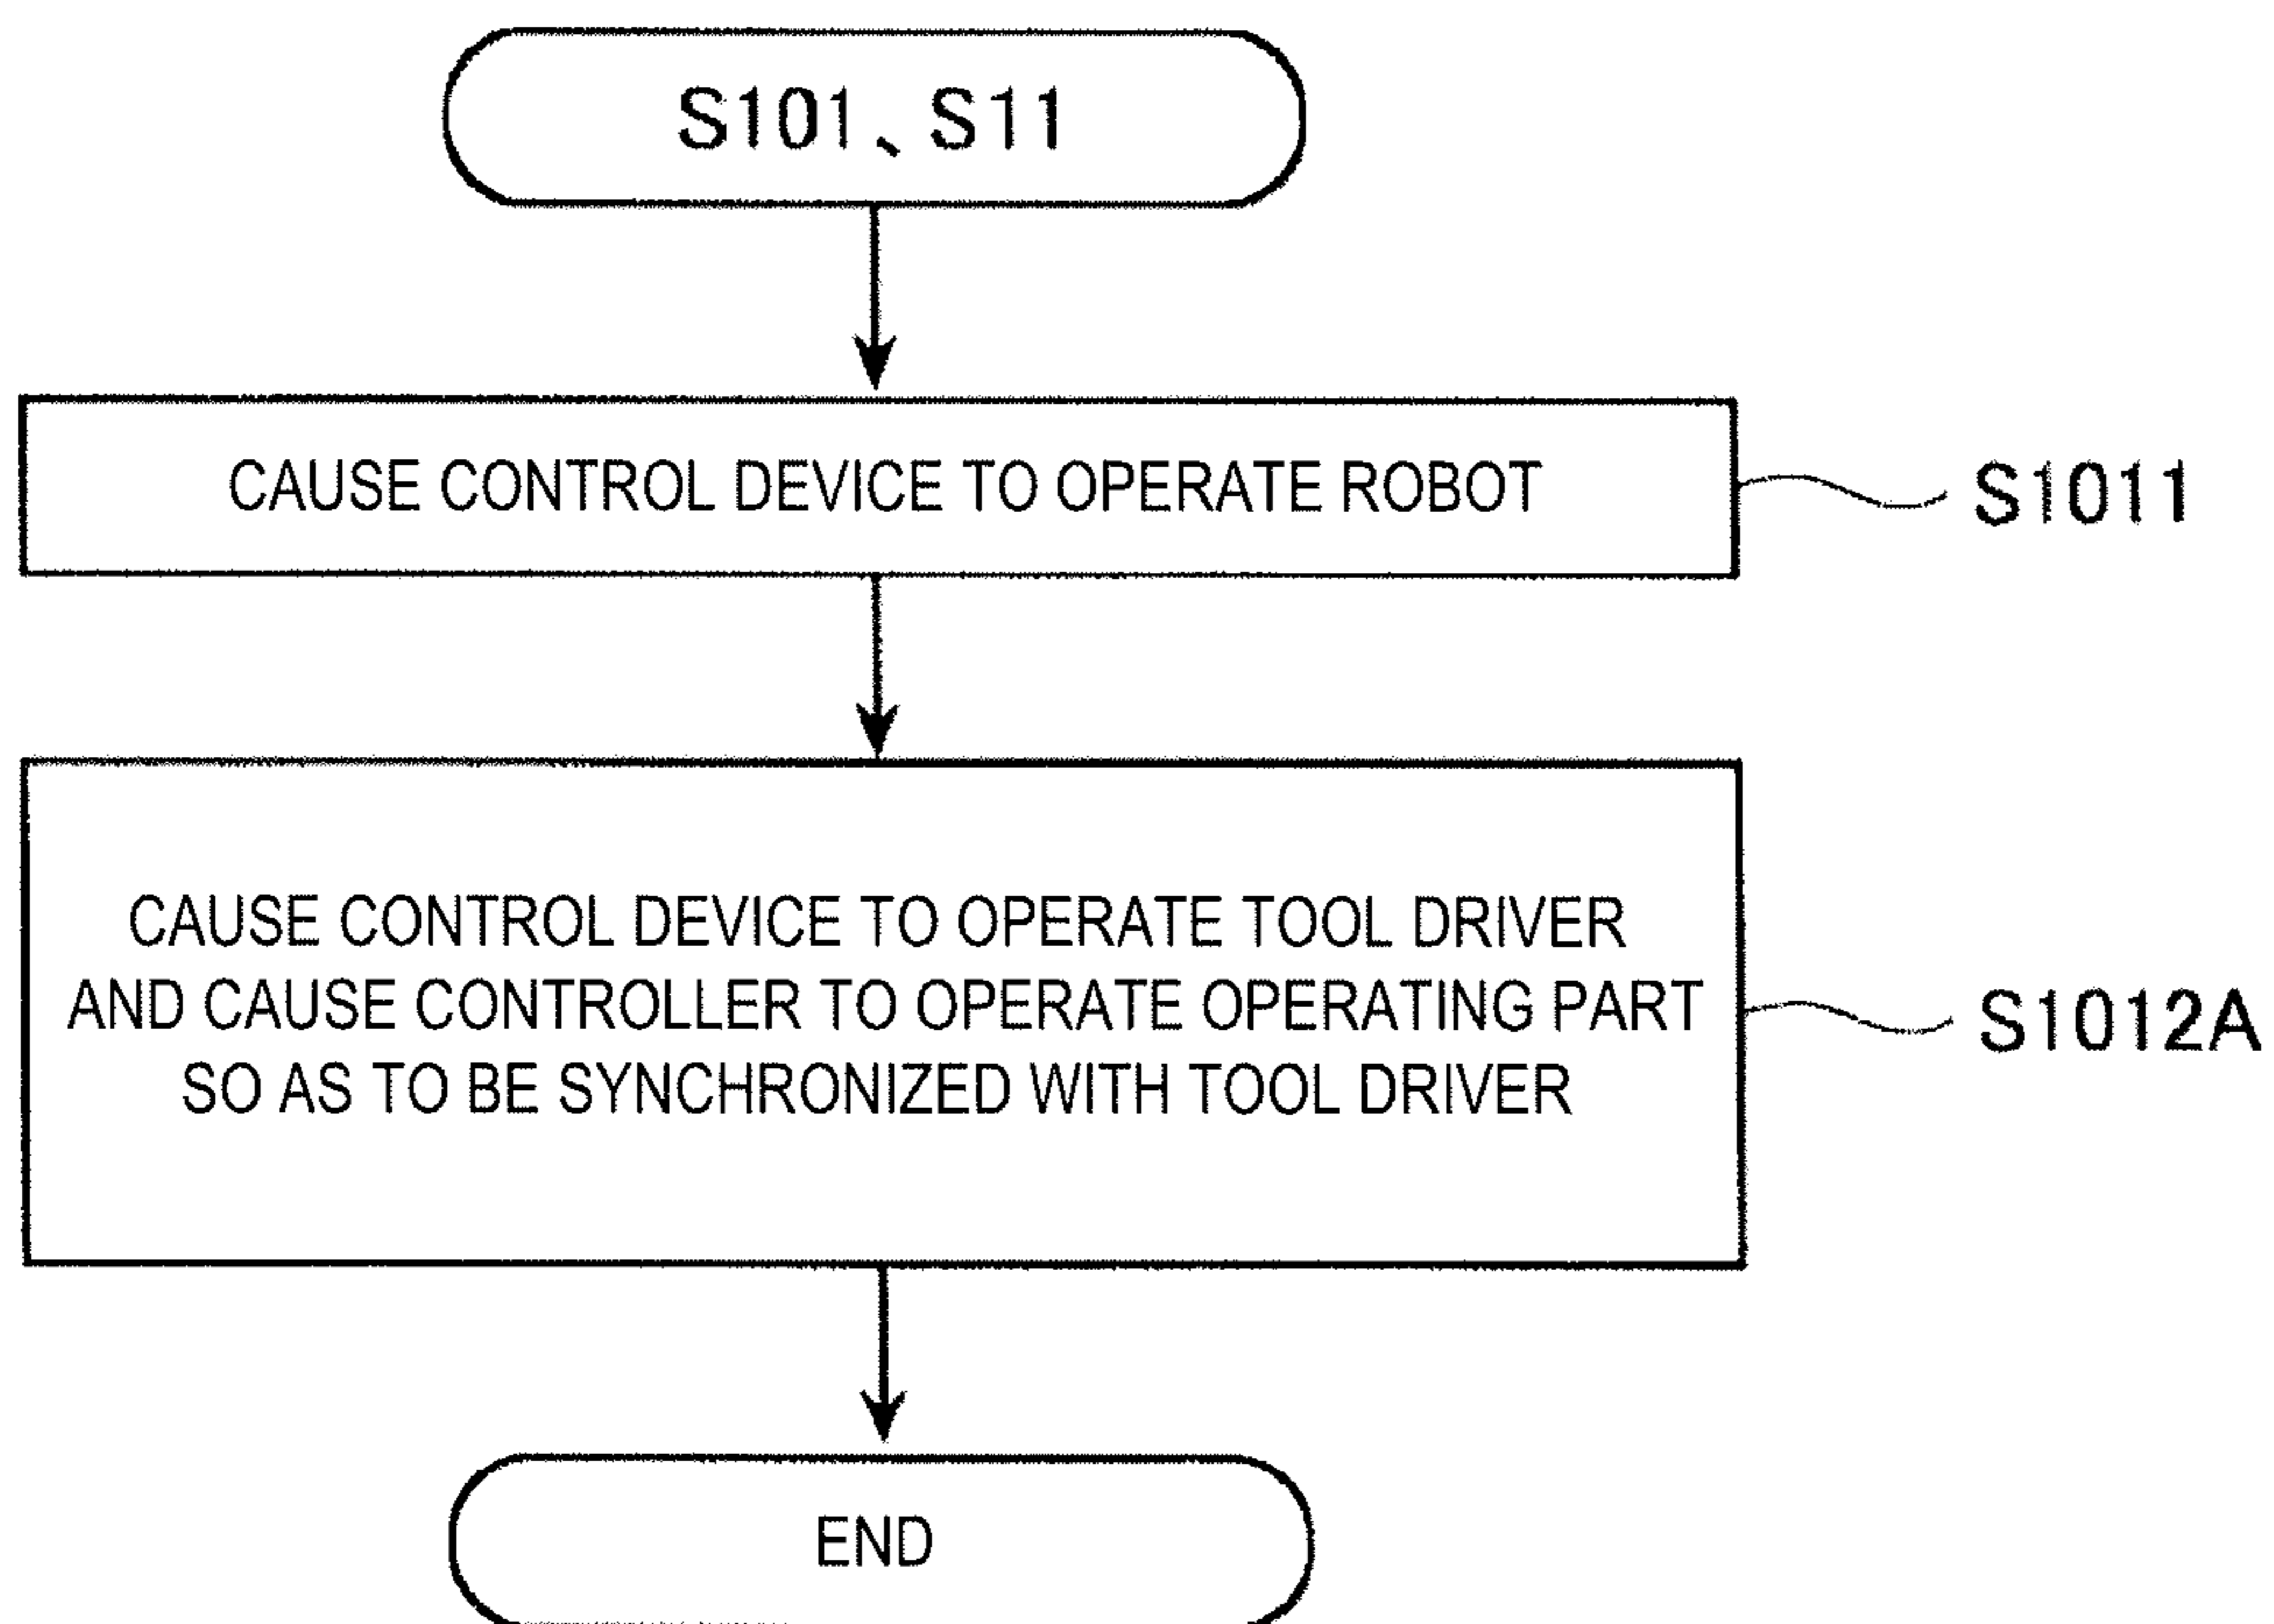 S101、S11
CAUSE CONTROL DEVICE TO OPERATE ROBOT
S1011
CAUSE CONTROL DEVICE TO OPERATE TOOL DRIVER
AND CAUSE CONTROLLER TO OPERATE OPERATING PART
SO AS TO BE SYNCHRONIZED WITH TOOL DRIVER
S1012A
END